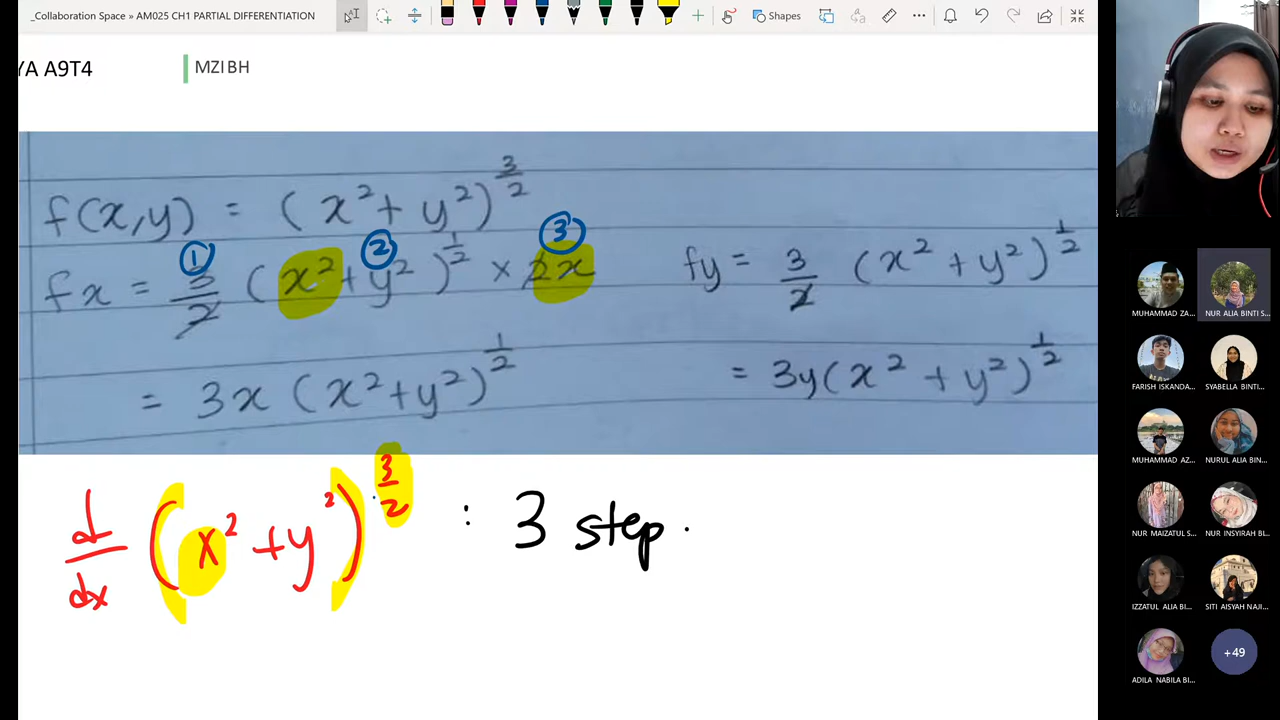 _Collaboration Space » AM025 CH1 PARTIAL DIFFERENTIATION
Shapes
YA A9T4
MZI BH
f(x,y) = (x²+ y²)^3/2
① ② ③
fx = 3/2 (x²+y²)^1/2 × 2x
= 3x (x²+y²)^1/2
fy = 3/2 (x² + y²)^1/2
= 3y(x² + y²)^1/2
d/dx (x² + y²)^3/2 : 3 step.
MUHAMMAD ZA...
NUR ALIA BINTI S...
FARISH ISKANDA...
SYABELLA BINTI...
MUHAMMAD AZ...
NURUL ALIA BIN...
NUR MAIZATUL S...
NUR INSYIRAH BI...
IZZATUL ALIA BI...
SITI AISYAH NAJI...
ADILA NABILA BI...
+49